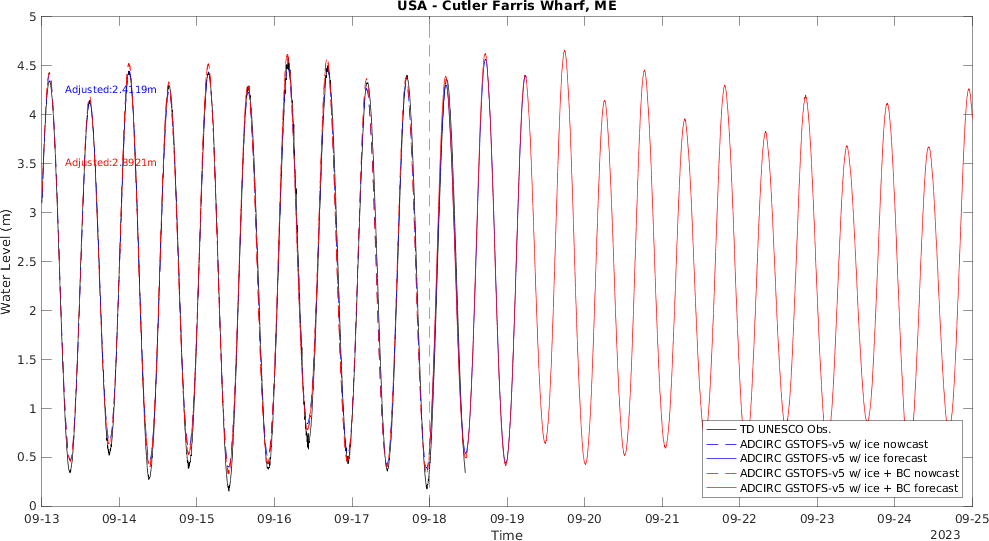 USA - Cutler Farris Wharf, ME
5
4.5
4
3.5
3
2.5
2
1.5
1
0.5
0
Water Level (m)
Adjusted:2.4119m
Adjusted:2.8921m
TD UNESCO Obs.
ADCIRC GSTOFS-v5 w/ ice nowcast
ADCIRC GSTOFS-v5 w/ ice forecast
ADCIRC GSTOFS-v5 w/ ice + BC nowcast
ADCIRC GSTOFS-v5 w/ ice + BC forecast
09-13 09-14 09-15 09-16 09-17 09-18 09-19 09-20 09-21 09-22 09-23 09-24 09-25
Time
2023